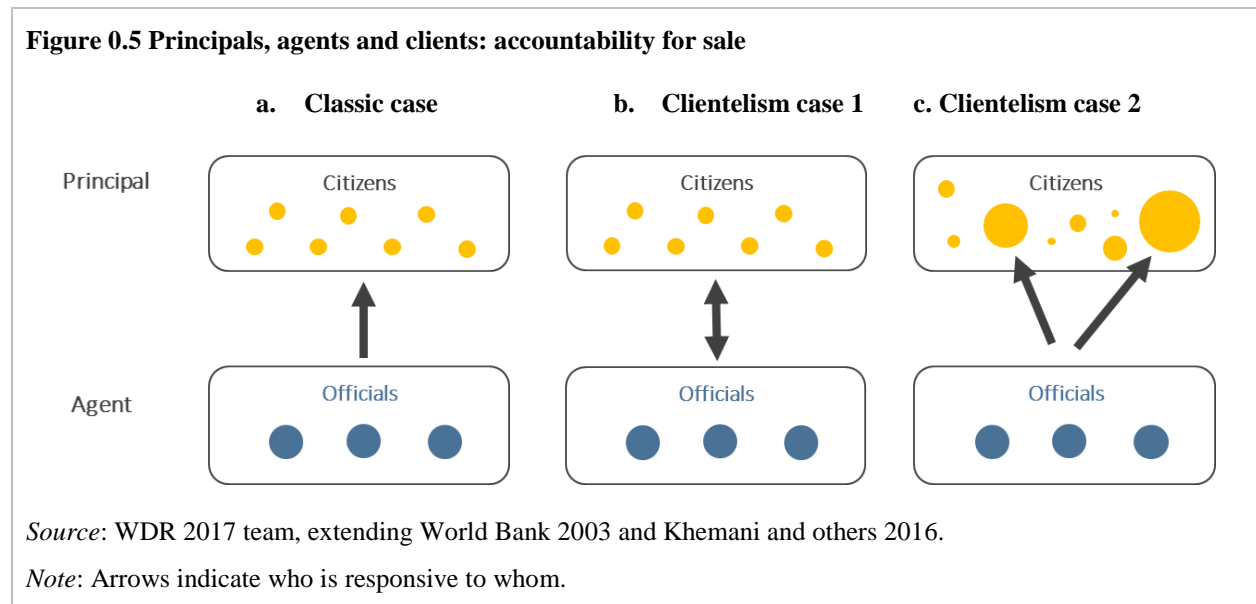 Figure 0.5 Principals, agents and clients: accountability for sale
a. Classic case
b. Clientelism case 1
c. Clientelism case 2
Principal
Citizens
Citizens
Citizens
Agent
Officials
Officials
Officials
Source: WDR 2017 team, extending World Bank 2003 and Khemani and others 2016.
Note: Arrows indicate who is responsive to whom.